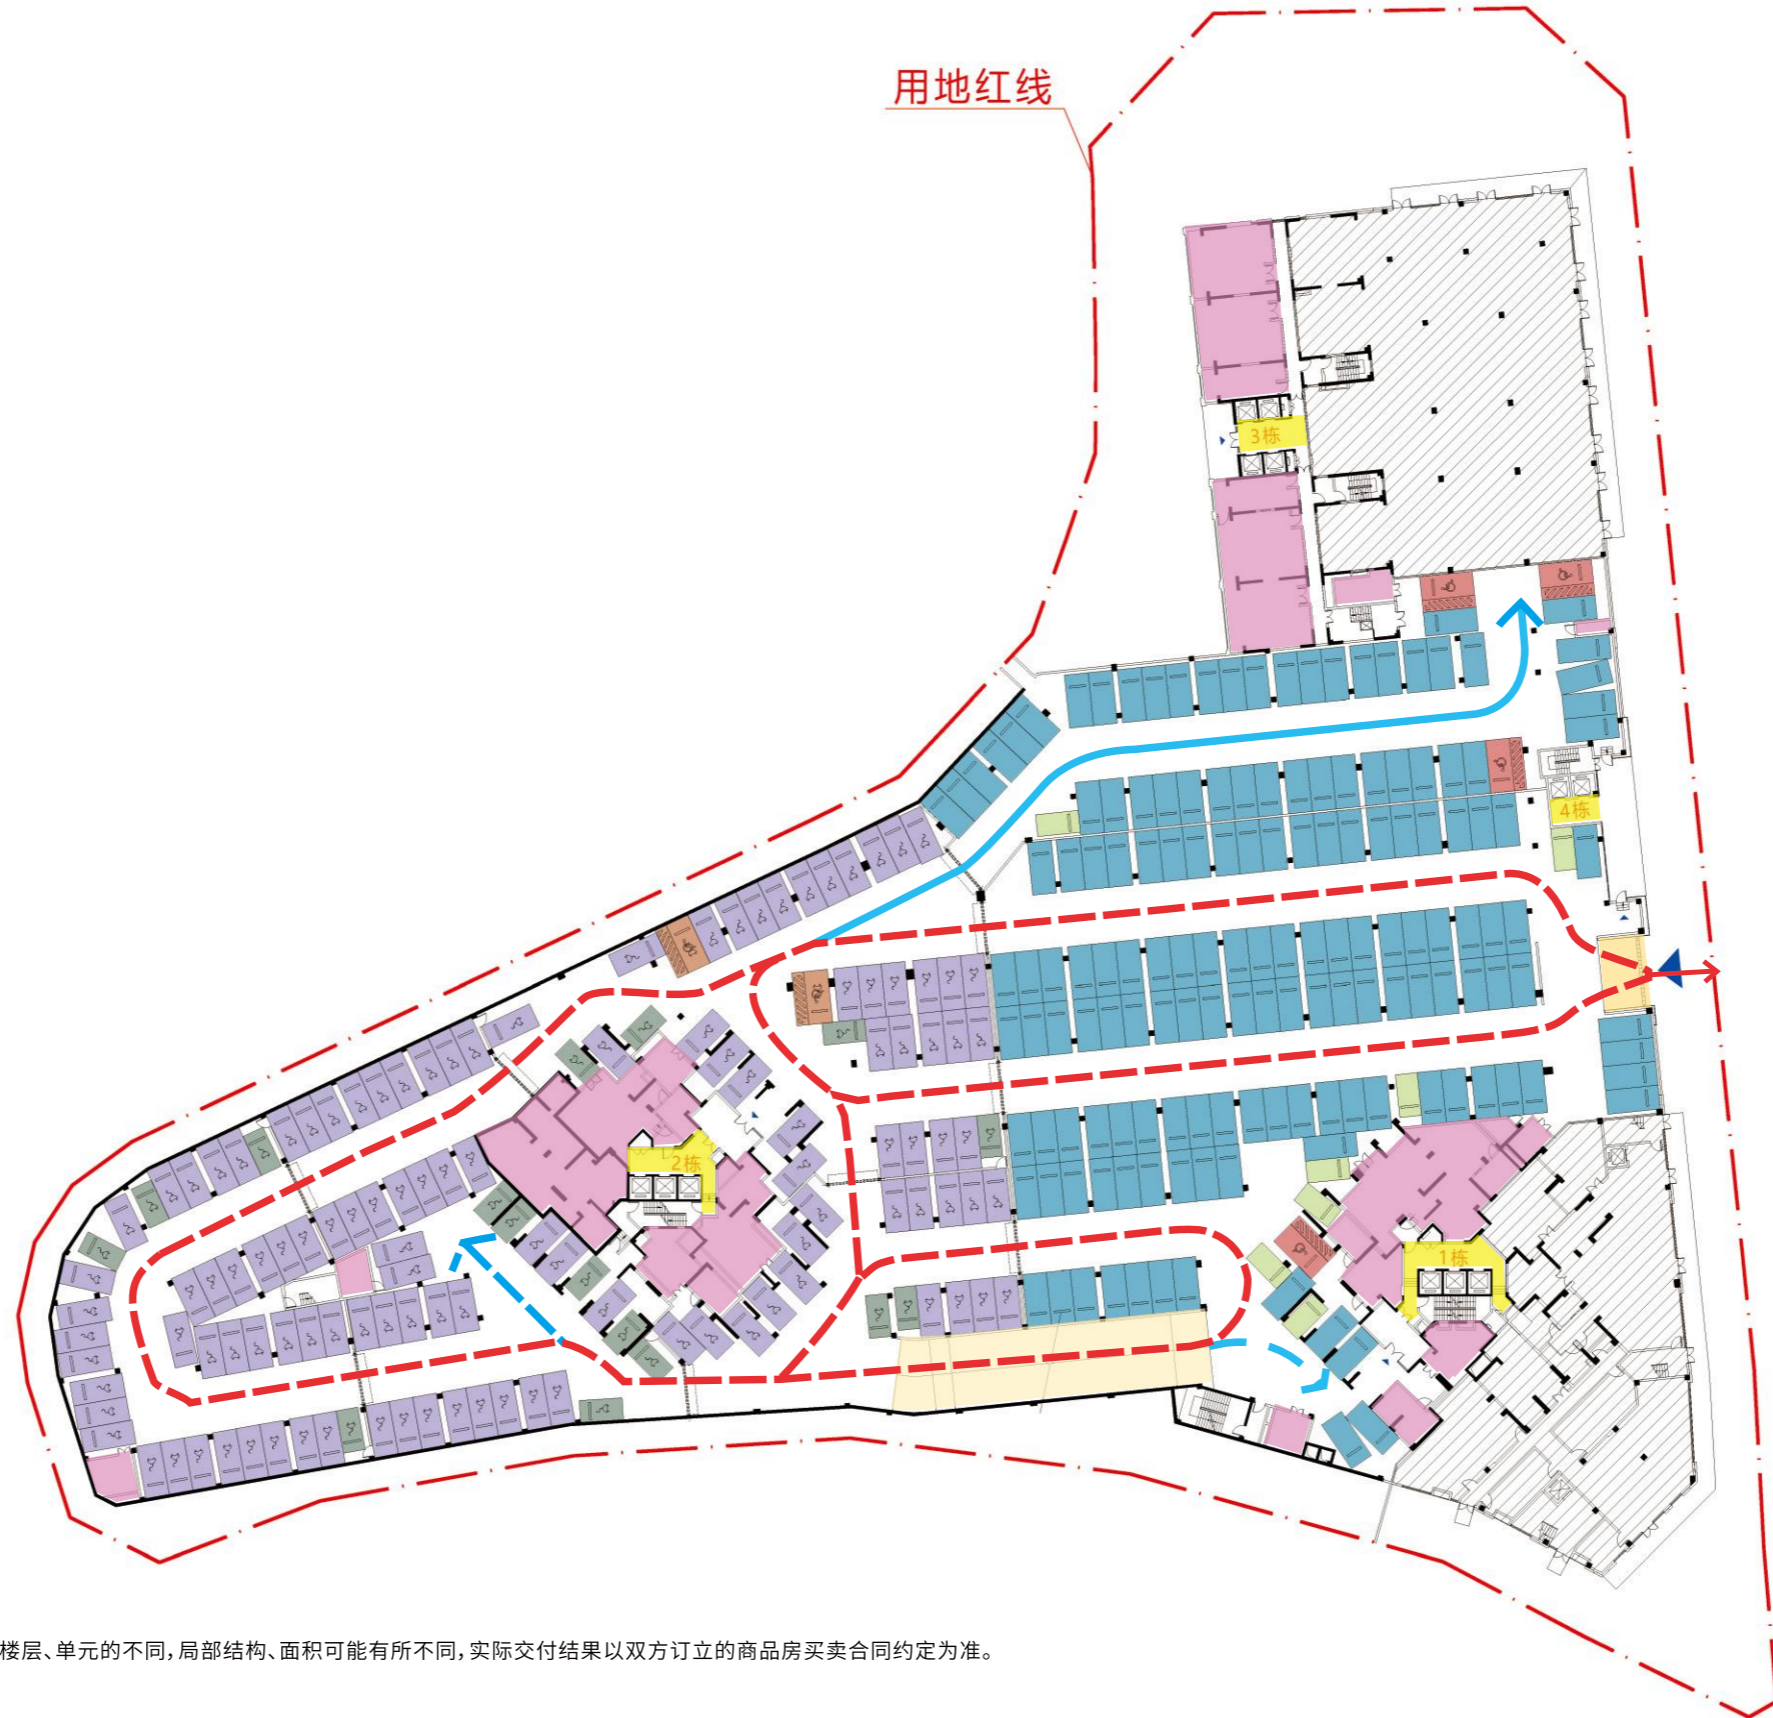 用地红线
3栋
4栋
2栋
1栋
楼层、单元的不同,局部结构、面积可能有所不同,实际交付结果以双方订立的商品房买卖合同约定为准。